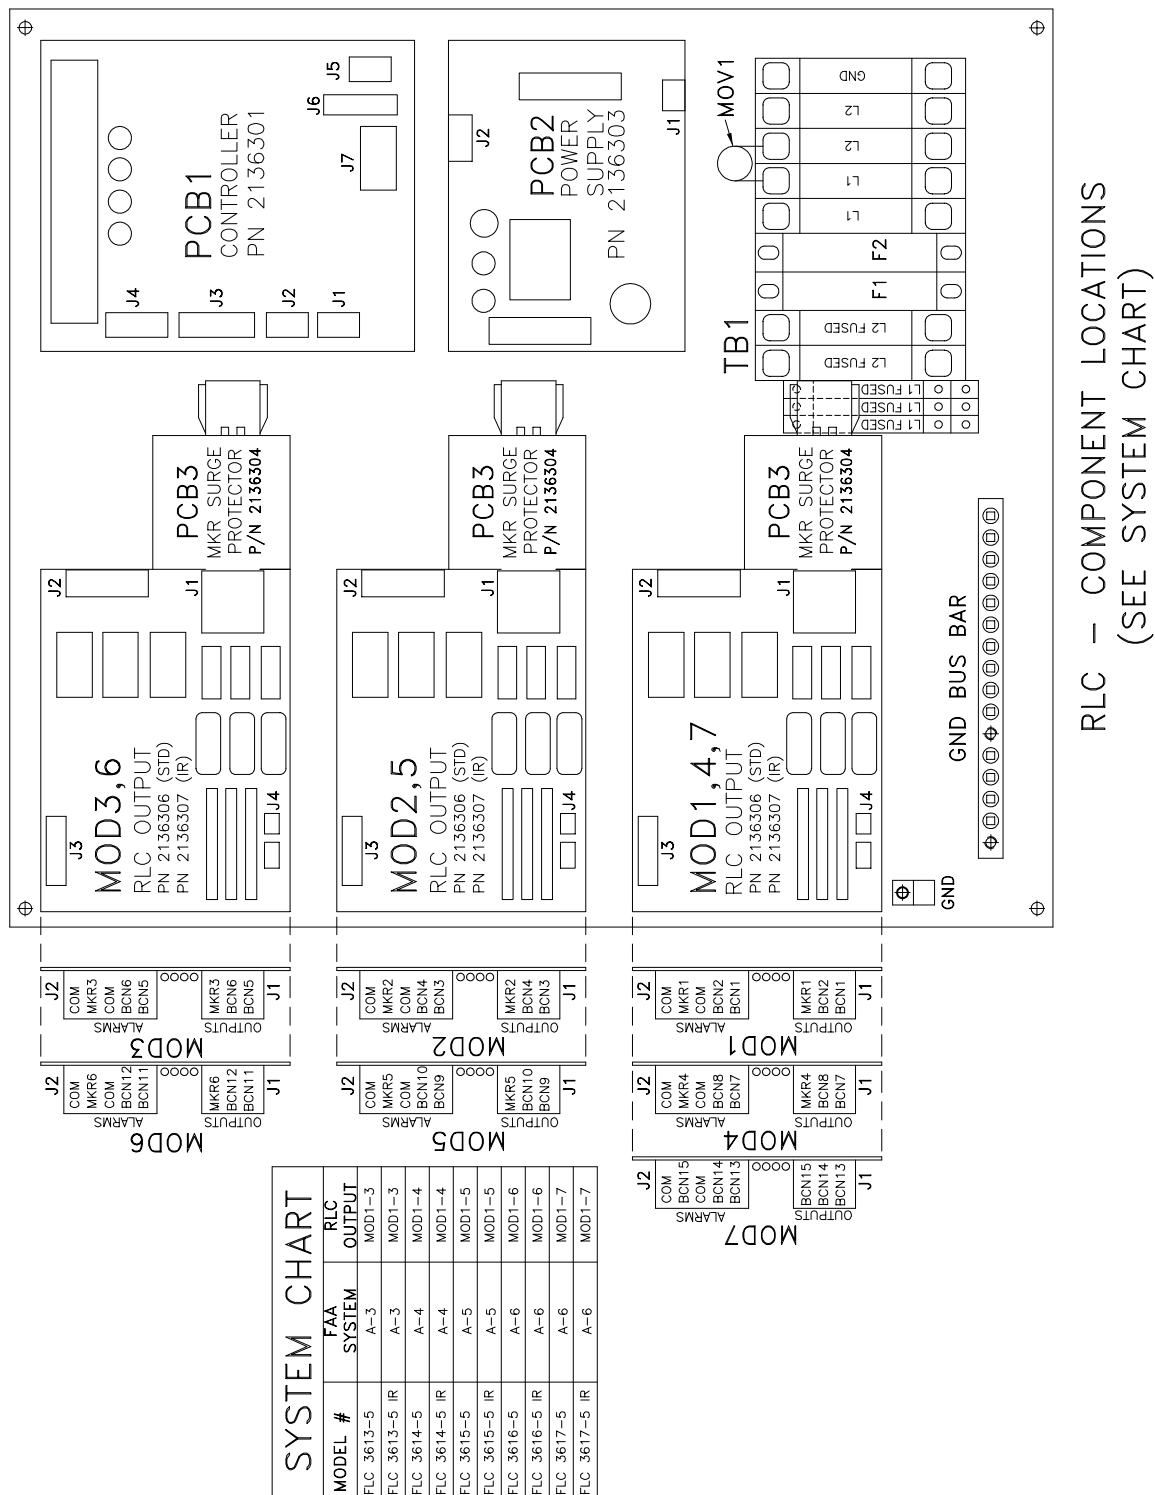 RLC - COMPONENT LOCATIONS
(SEE SYSTEM CHART)
PCB1
CONTROLLER
PN 2136301
J4
J3
J2
J1
J5
J6
J7
PCB2
POWER
SUPPLY
PN 2136303
J2
J1
MOV1
TB1
GND
L2
L2
L1
L1
F2
F1
L2 FUSED
L2 FUSED
L1 FUSED
L1 FUSED
L1 FUSED
PCB3
MKR SURGE
PROTECTOR
P/N 2136304
PCB3
MKR SURGE
PROTECTOR
P/N 2136304
PCB3
MKR SURGE
PROTECTOR
P/N 2136304
J2
J1
J3
J4
MOD3,6
RLC OUTPUT
PN 2136306 (STD)
PN 2136307 (IR)
J2
J1
J3
J4
MOD2,5
RLC OUTPUT
PN 2136306 (STD)
PN 2136307 (IR)
J2
J1
J3
J4
MOD1,4,7
RLC OUTPUT
PN 2136306 (STD)
PN 2136307 (IR)
GND BUS BAR
GND
J2
COM
MKR3
COM
BCN6
BCN5
ALARMS
MKR3
BCN6
BCN5
OUTPUTS
J1
MOD3
J2
COM
MKR2
COM
BCN4
BCN3
ALARMS
MKR2
BCN4
BCN3
OUTPUTS
J1
MOD2
J2
COM
MKR1
COM
BCN2
BCN1
ALARMS
MKR1
BCN2
BCN1
OUTPUTS
J1
MOD1
J2
COM
MKR6
COM
BCN12
BCN11
ALARMS
MKR6
BCN12
BCN11
OUTPUTS
J1
MOD6
J2
COM
MKR5
COM
BCN10
BCN9
ALARMS
MKR5
BCN10
BCN9
OUTPUTS
J1
MOD5
J2
COM
MKR4
COM
BCN8
BCN7
ALARMS
MKR4
BCN8
BCN7
OUTPUTS
J1
MOD4
J2
COM
BCN15
COM
BCN14
BCN13
ALARMS
BCN15
BCN14
BCN13
OUTPUTS
J1
MOD7
SYSTEM CHART
MODEL # FAA SYSTEM RLC OUTPUT
FLC 3613-5 A-3 MOD1-3
FLC 3613-5 IR A-3 MOD1-3
FLC 3614-5 A-4 MOD1-4
FLC 3614-5 IR A-4 MOD1-4
FLC 3615-5 A-5 MOD1-5
FLC 3615-5 IR A-5 MOD1-5
FLC 3616-5 A-6 MOD1-6
FLC 3616-5 IR A-6 MOD1-6
FLC 3617-5 A-6 MOD1-7
FLC 3617-5 IR A-6 MOD1-7